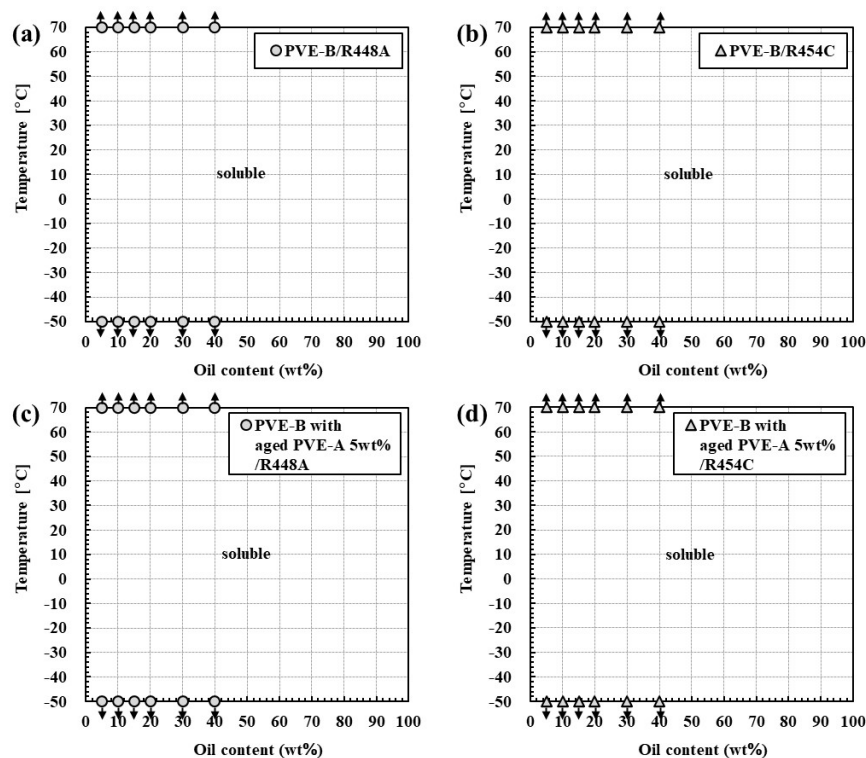 (a)
70
60
50
40
30
20
10
0
-10
-20
-30
-40
-50
Temperature [°C]
PVE-B/R448A
soluble
0 10 20 30 40 50 60 70 80 90 100
Oil content (wt%)
(b)
70
60
50
40
30
20
10
0
-10
-20
-30
-40
-50
Temperature [°C]
PVE-B/R454C
soluble
0 10 20 30 40 50 60 70 80 90 100
Oil content (wt%)
(c)
70
60
50
40
30
20
10
0
-10
-20
-30
-40
-50
Temperature [°C]
PVE-B with
aged PVE-A 5wt%
/R448A
soluble
0 10 20 30 40 50 60 70 80 90 100
Oil content (wt%)
(d)
70
60
50
40
30
20
10
0
-10
-20
-30
-40
-50
Temperature [°C]
PVE-B with
aged PVE-A 5wt%
/R454C
soluble
0 10 20 30 40 50 60 70 80 90 100
Oil content (wt%)